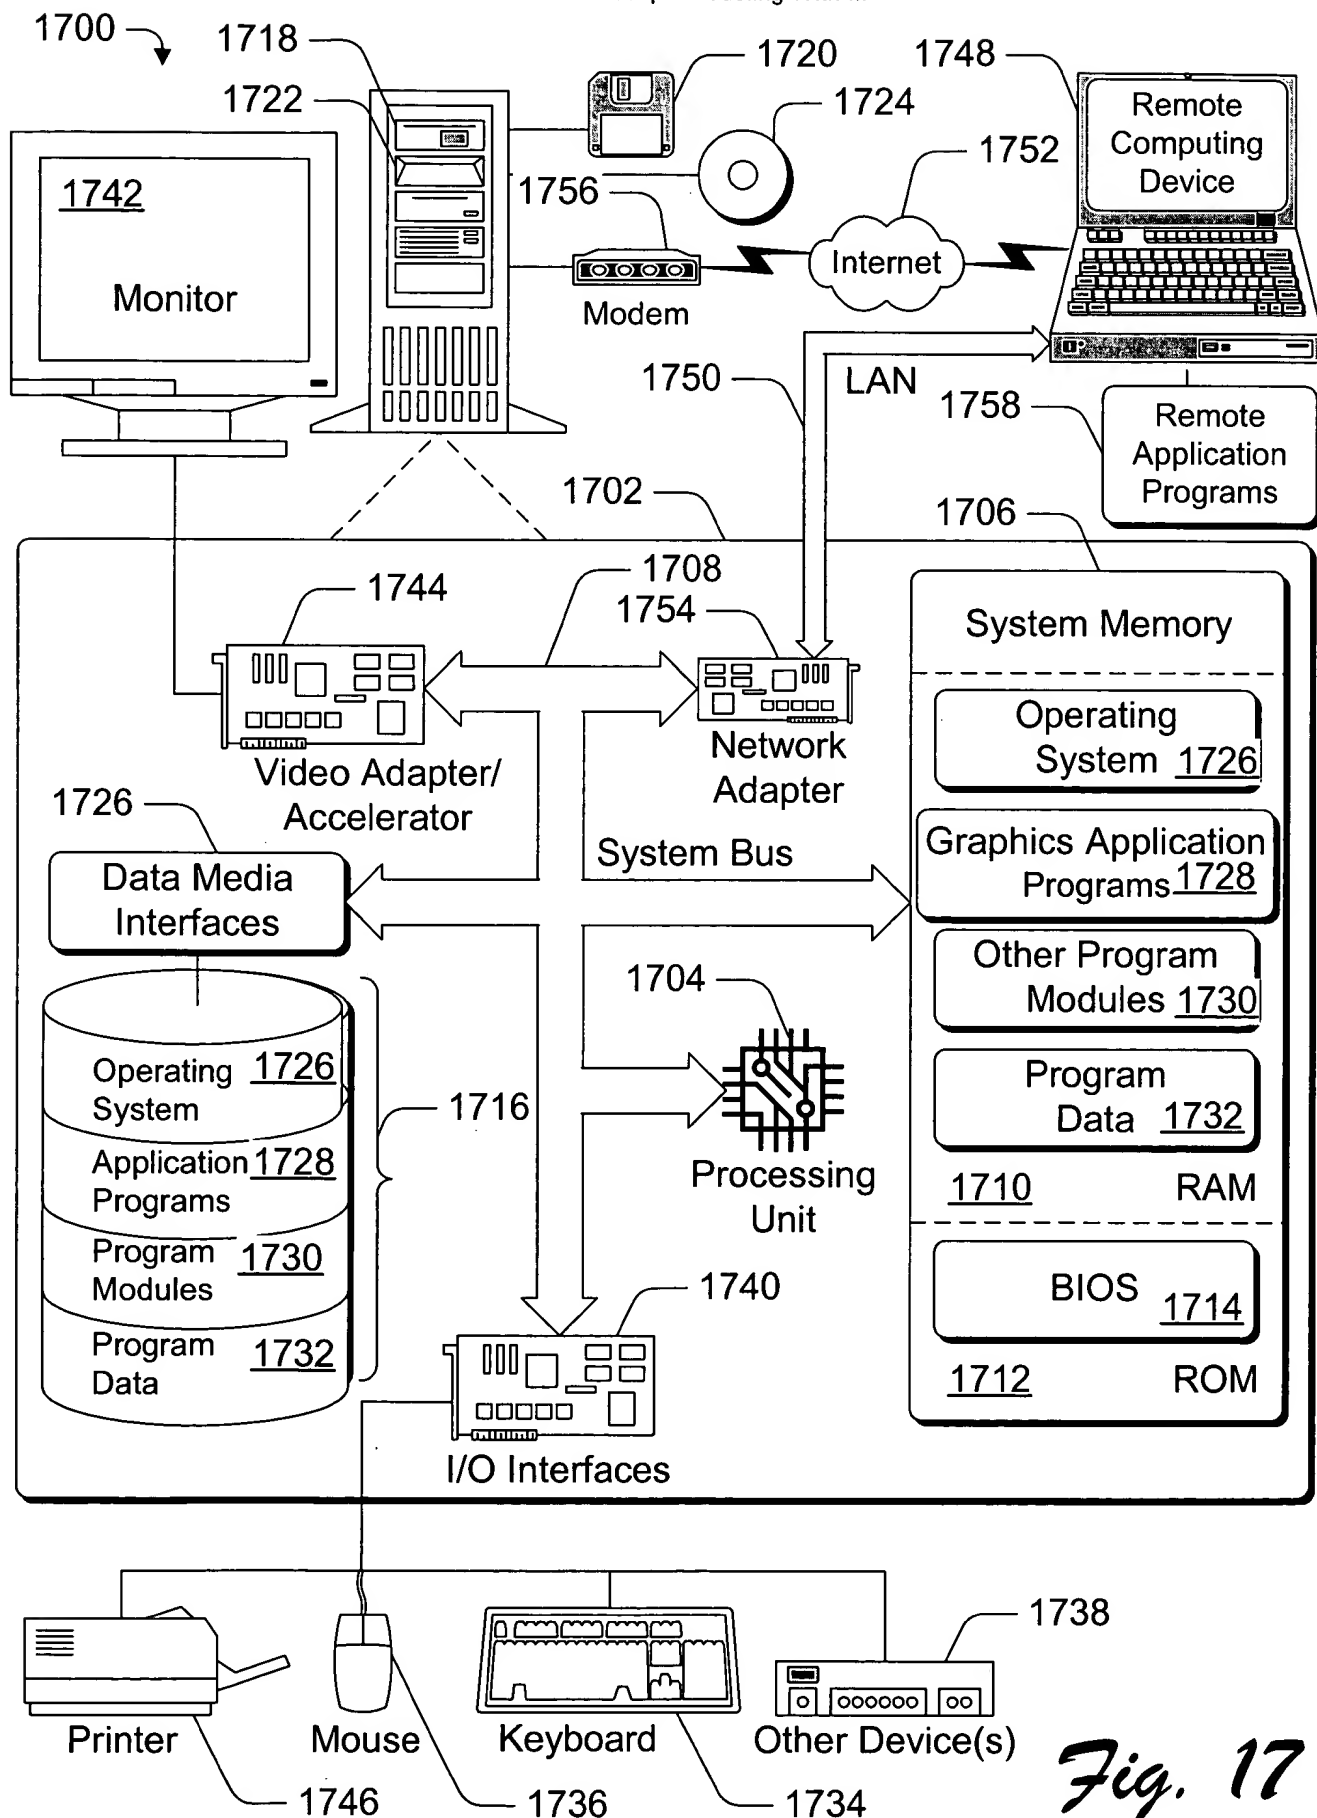 1700
1718
1722
1720
1724
1748
Remote
Computing
Device
1752
1742
Monitor
1756
Modem
Internet
1750
LAN
1758
Remote
Application
Programs
1702
1706
1708
1744
1754
System Memory
Operating
System 1726
Network
Adapter
Video Adapter/
Accelerator
1726
Data Media
Interfaces
System Bus
Graphics Application
Programs 1728
Other Program
Modules 1730
1704
Processing
Unit
Program
Data 1732
1710 RAM
BIOS 1714
1712 ROM
Operating 1726
System
1716
Application 1728
Programs
Program 1730
Modules
Program 1732
Data
1740
I/O Interfaces
1738
Printer
Mouse
Keyboard
Other Device(s)
1746
1736
1734
Fig. 17